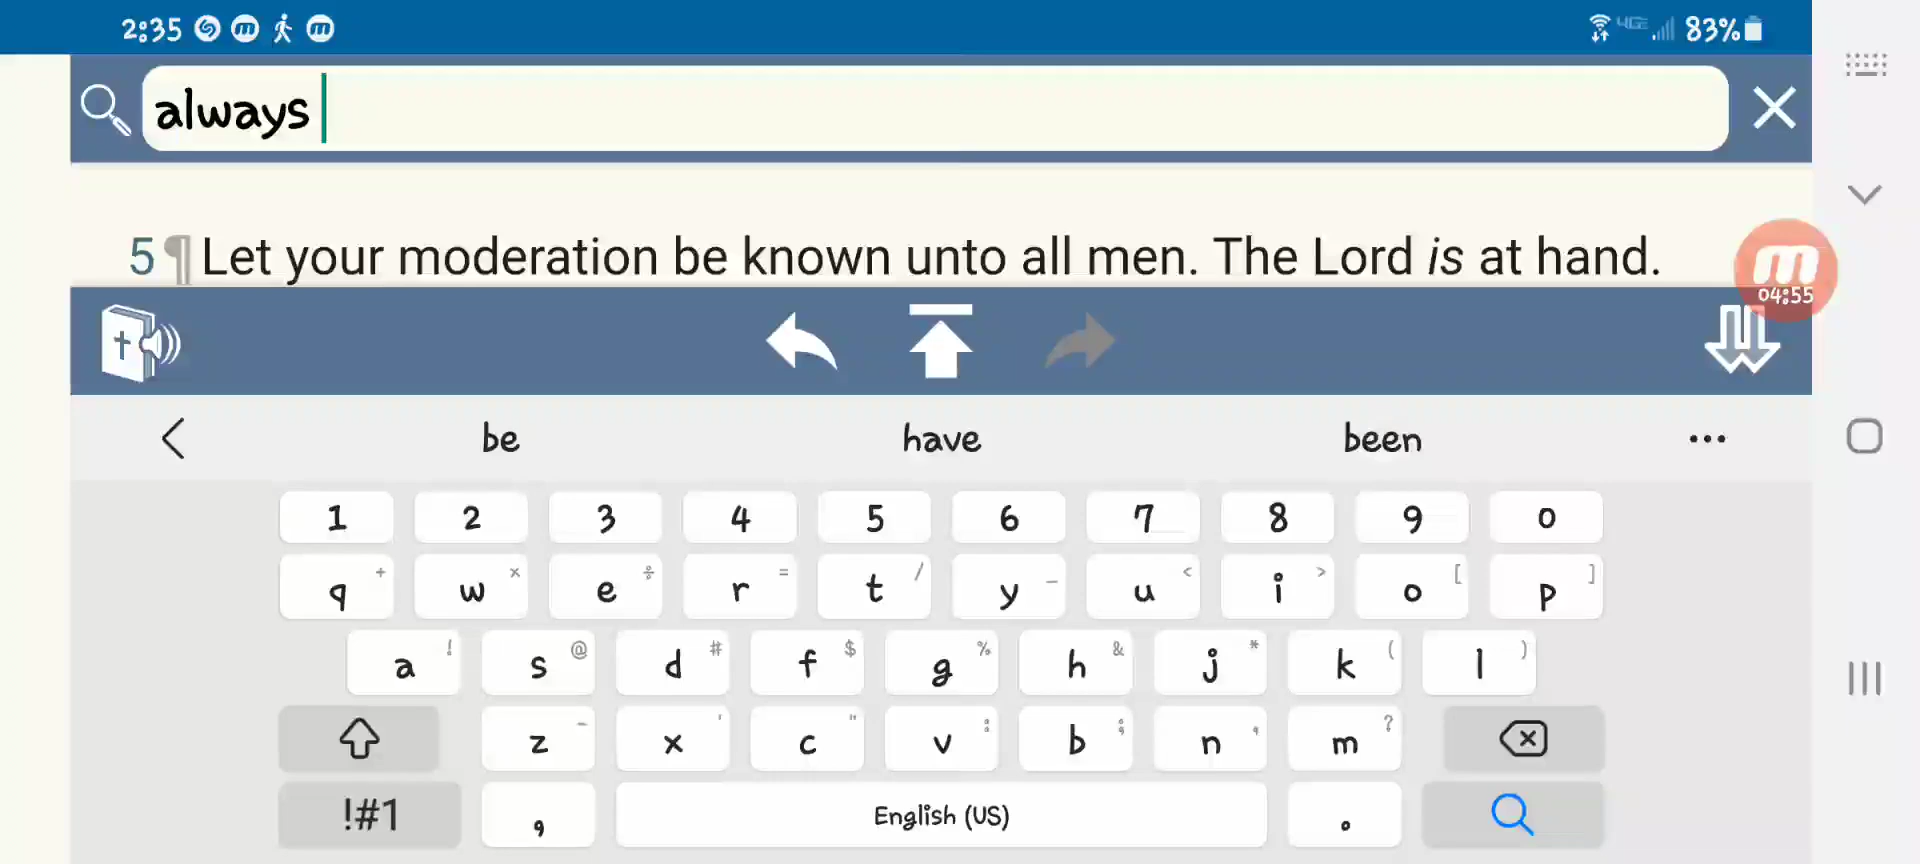 2:35 83%
always
5 ¶ Let your moderation be known unto all men. The Lord is at hand.
04:55
be have been
1 2 3 4 5 6 7 8 9 0
q + w × e ÷ r = t / y _ u < i > o [ p ]
a ! s @ d # f $ g % h & j * k ( l )
z - x ' c " v : b ; n , m ?
!#1 , English (US) .